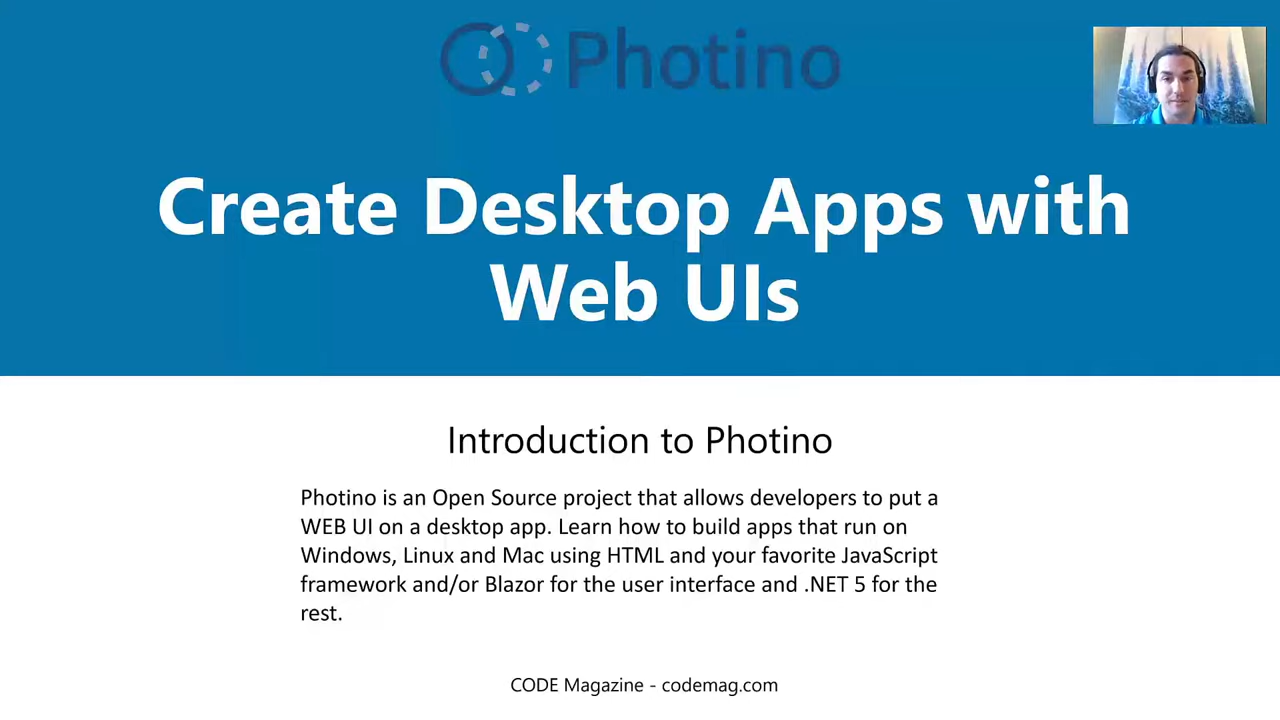 Photino
Create Desktop Apps with
Web UIs
Introduction to Photino
Photino is an Open Source project that allows developers to put a
WEB UI on a desktop app. Learn how to build apps that run on
Windows, Linux and Mac using HTML and your favorite JavaScript
framework and/or Blazor for the user interface and .NET 5 for the
rest.
CODE Magazine - codemag.com